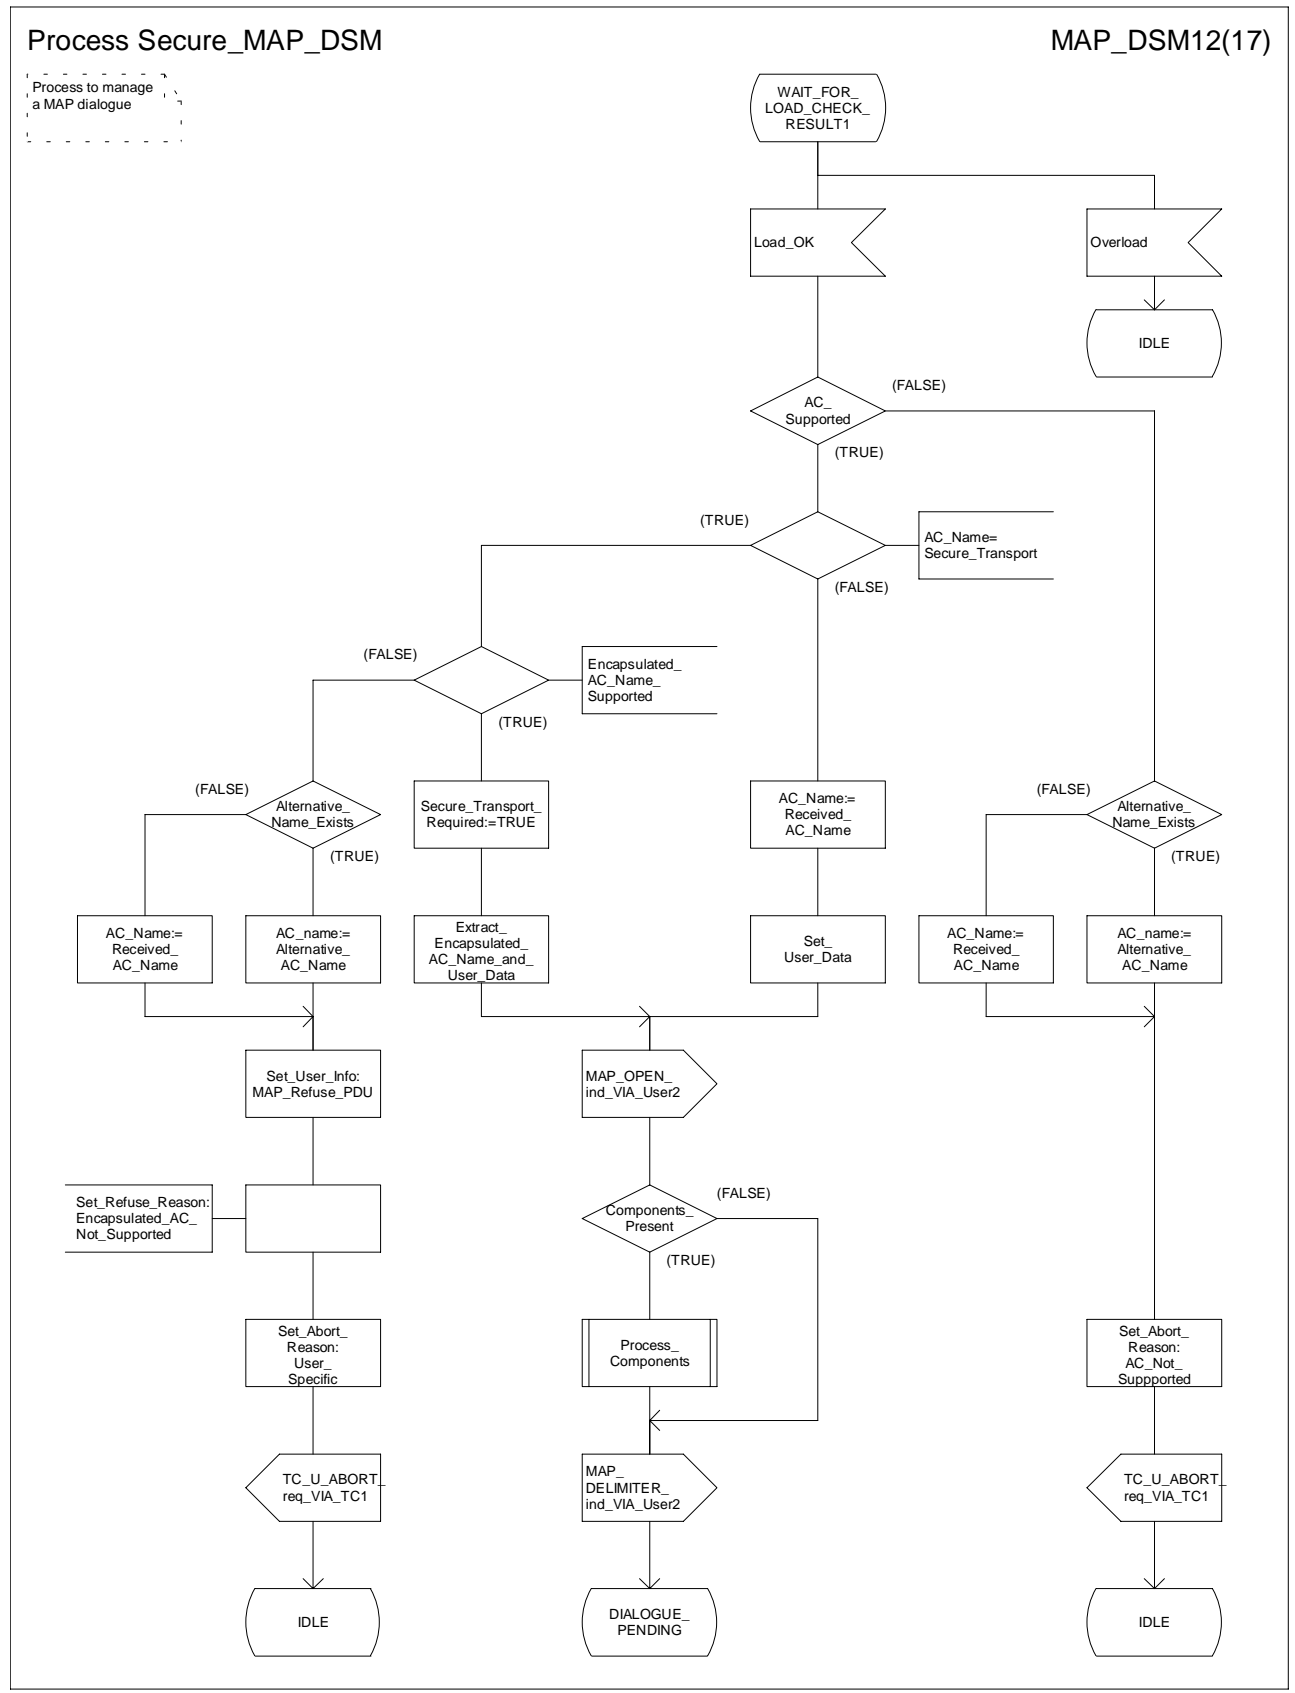 Process Secure_MAP_DSM
MAP_DSM12(17)
Process to manage
a MAP dialogue
WAIT_FOR_
LOAD_CHECK_
RESULT1
Load_OK
Overload
IDLE
(FALSE)
AC_
Supported
(TRUE)
(TRUE)
AC_Name=
Secure_Transport
(FALSE)
(FALSE)
Encapsulated_
AC_Name_
Supported
(TRUE)
(FALSE)
Alternative_
Name_Exists
(TRUE)
Secure_Transport_
Required:=TRUE
AC_Name:=
Received_
AC_Name
(FALSE)
Alternative_
Name_Exists
(TRUE)
AC_Name:=
Received_
AC_Name
AC_name:=
Alternative_
AC_Name
Extract_
Encapsulated_
AC_Name_and_
User_Data
Set_
User_Data
AC_Name:=
Received_
AC_Name
AC_name:=
Alternative_
AC_Name
Set_User_Info:
MAP_Refuse_PDU
MAP_OPEN_
ind_VIA_User2
Set_Refuse_Reason:
Encapsulated_AC_
Not_Supported
Components_
Present
(FALSE)
(TRUE)
Set_Abort_
Reason:
User_
Specific
Process_
Components
Set_Abort_
Reason:
AC_Not_
Suppported
TC_U_ABORT_
req_VIA_TC1
MAP_
DELIMITER_
ind_VIA_User2
TC_U_ABORT_
req_VIA_TC1
IDLE
DIALOGUE_
PENDING
IDLE